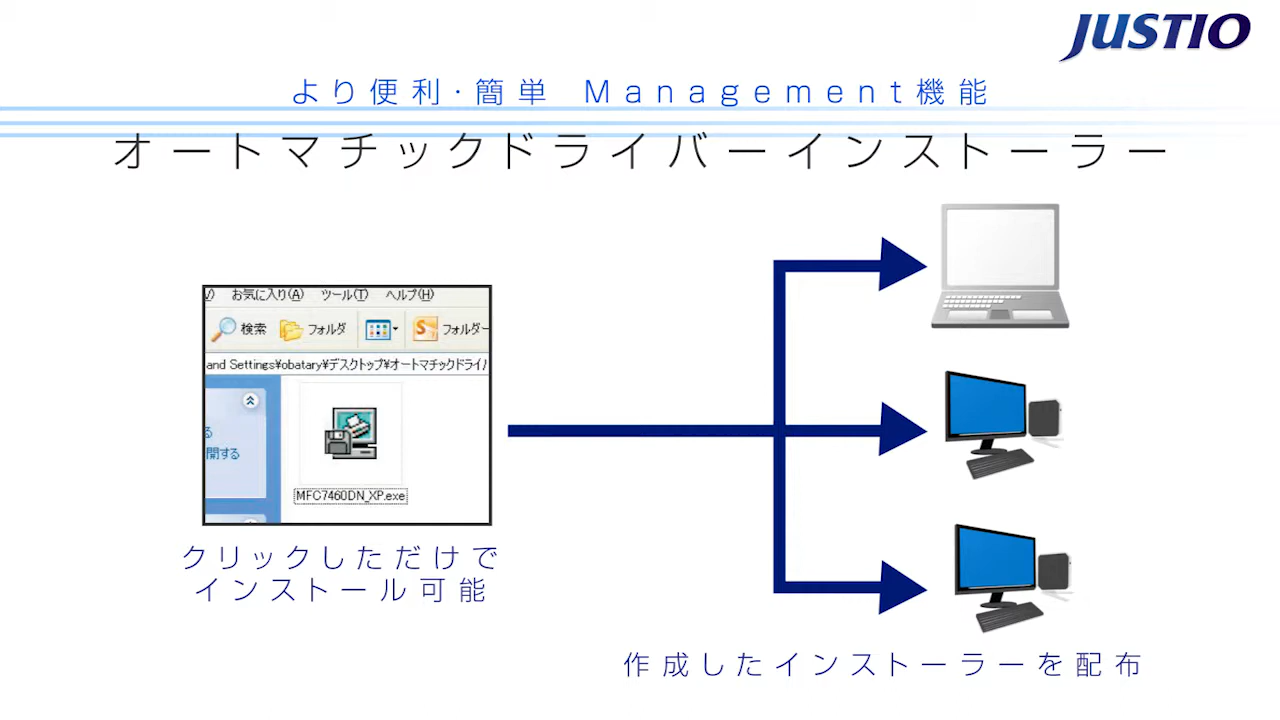 JUSTIO
より便利·簡単 Management機能
オートマチックドライバーインストーラー
お気に入り(A) ツール(T) ヘルプ(H)
検索 フォルダ フォルダー
and Settings¥obatary¥デスクトップ¥オートマチックドライバ
る
開する
MFC7460DN_XP.exe
クリックしただけで
インストール可能
作成したインストーラーを配布